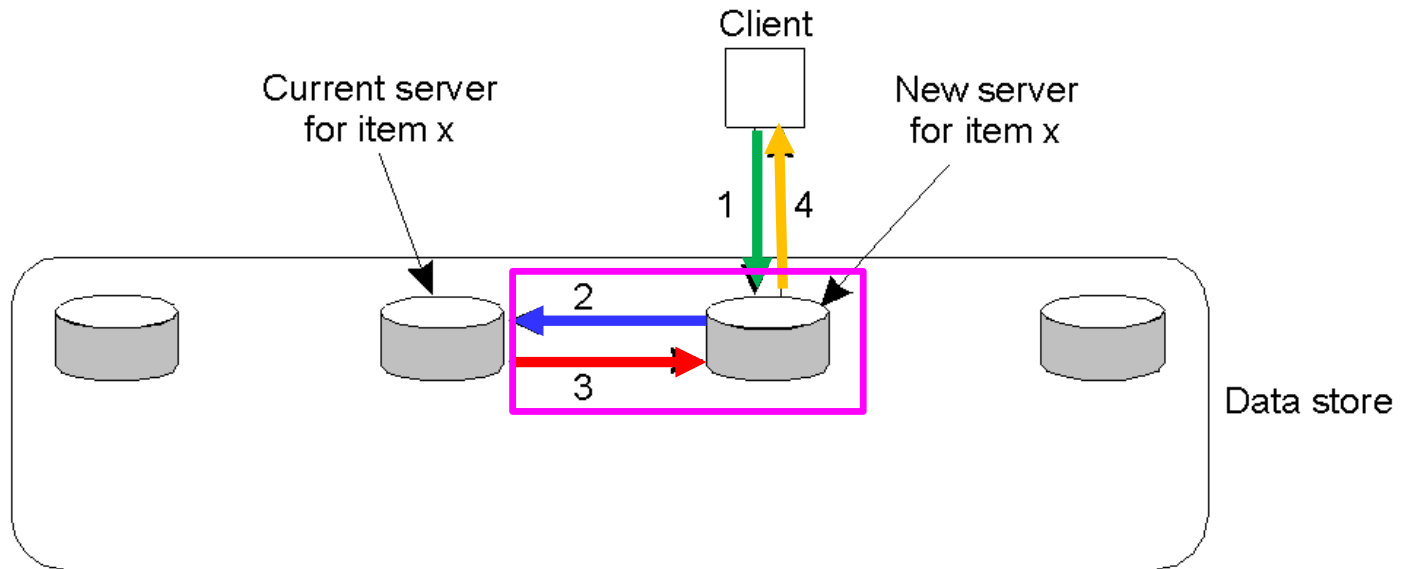 Client
Current server
for item x
New server
for item x
1
4
2
3
Data store